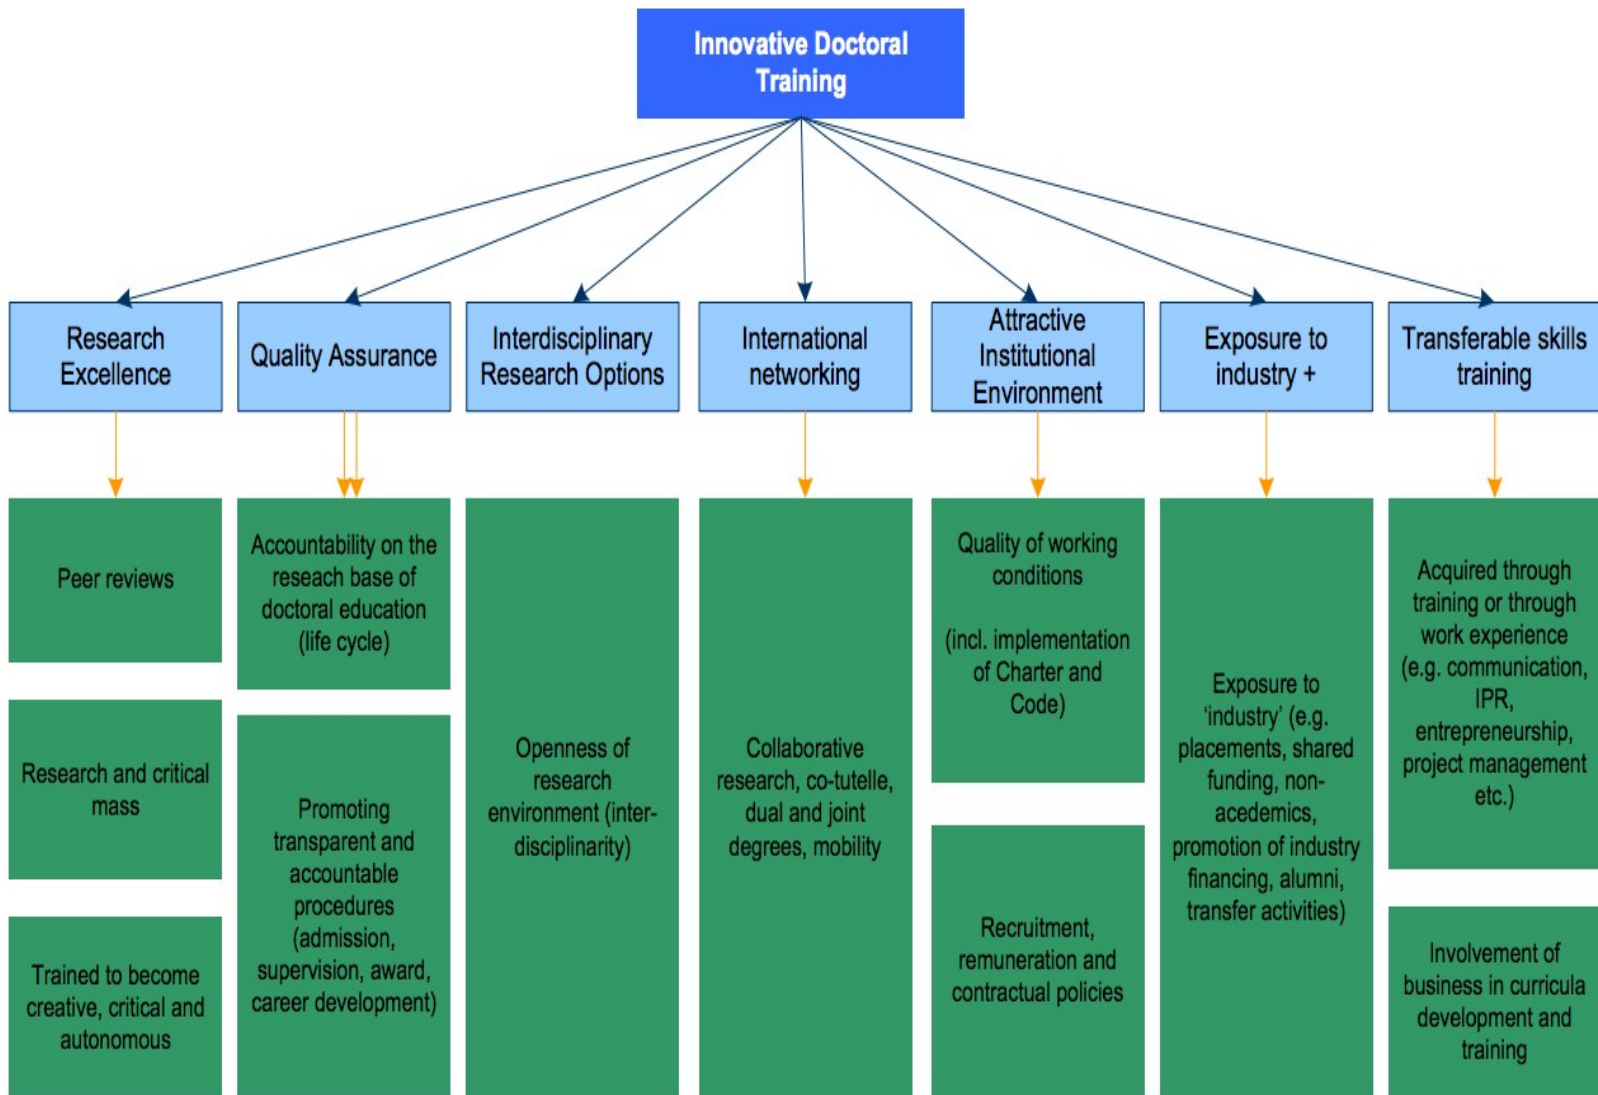 Innovative Doctoral
Training
Research
Excellence
Quality Assurance
Interdisciplinary
Research Options
International
networking
Attractive
Institutional
Environment
Exposure to
industry +
Transferable skills
training
Peer reviews
Research and critical
mass
Trained to become
creative, critical and
autonomous
Accountability on the
reseach base of
doctoral education
(life cycle)
Promoting
transparent and
accountable
procedures
(admission,
supervision, award,
career development)
Openness of
research
environment (inter-
disciplinarity)
Collaborative
research, co-tutelle,
dual and joint
degrees, mobility
Quality of working
conditions
(incl. implementation
of Charter and
Code)
Recruitment,
remuneration and
contractual policies
Exposure to
‘industry’ (e.g.
placements, shared
funding, non-
acedemics,
promotion of industry
financing, alumni,
transfer activities)
Acquired through
training or through
work experience
(e.g. communication,
IPR,
entrepreneurship,
project management
etc.)
Involvement of
business in curricula
development and
training